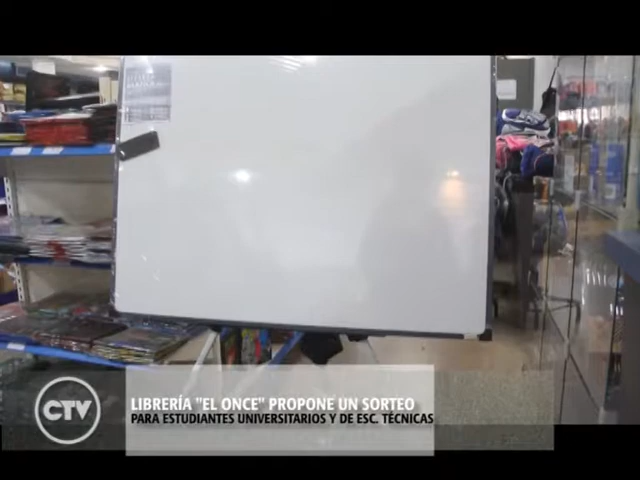 CTV
LIBRERÍA "EL ONCE" PROPONE UN SORTEO
PARA ESTUDIANTES UNIVERSITARIOS Y DE ESC. TÉCNICAS